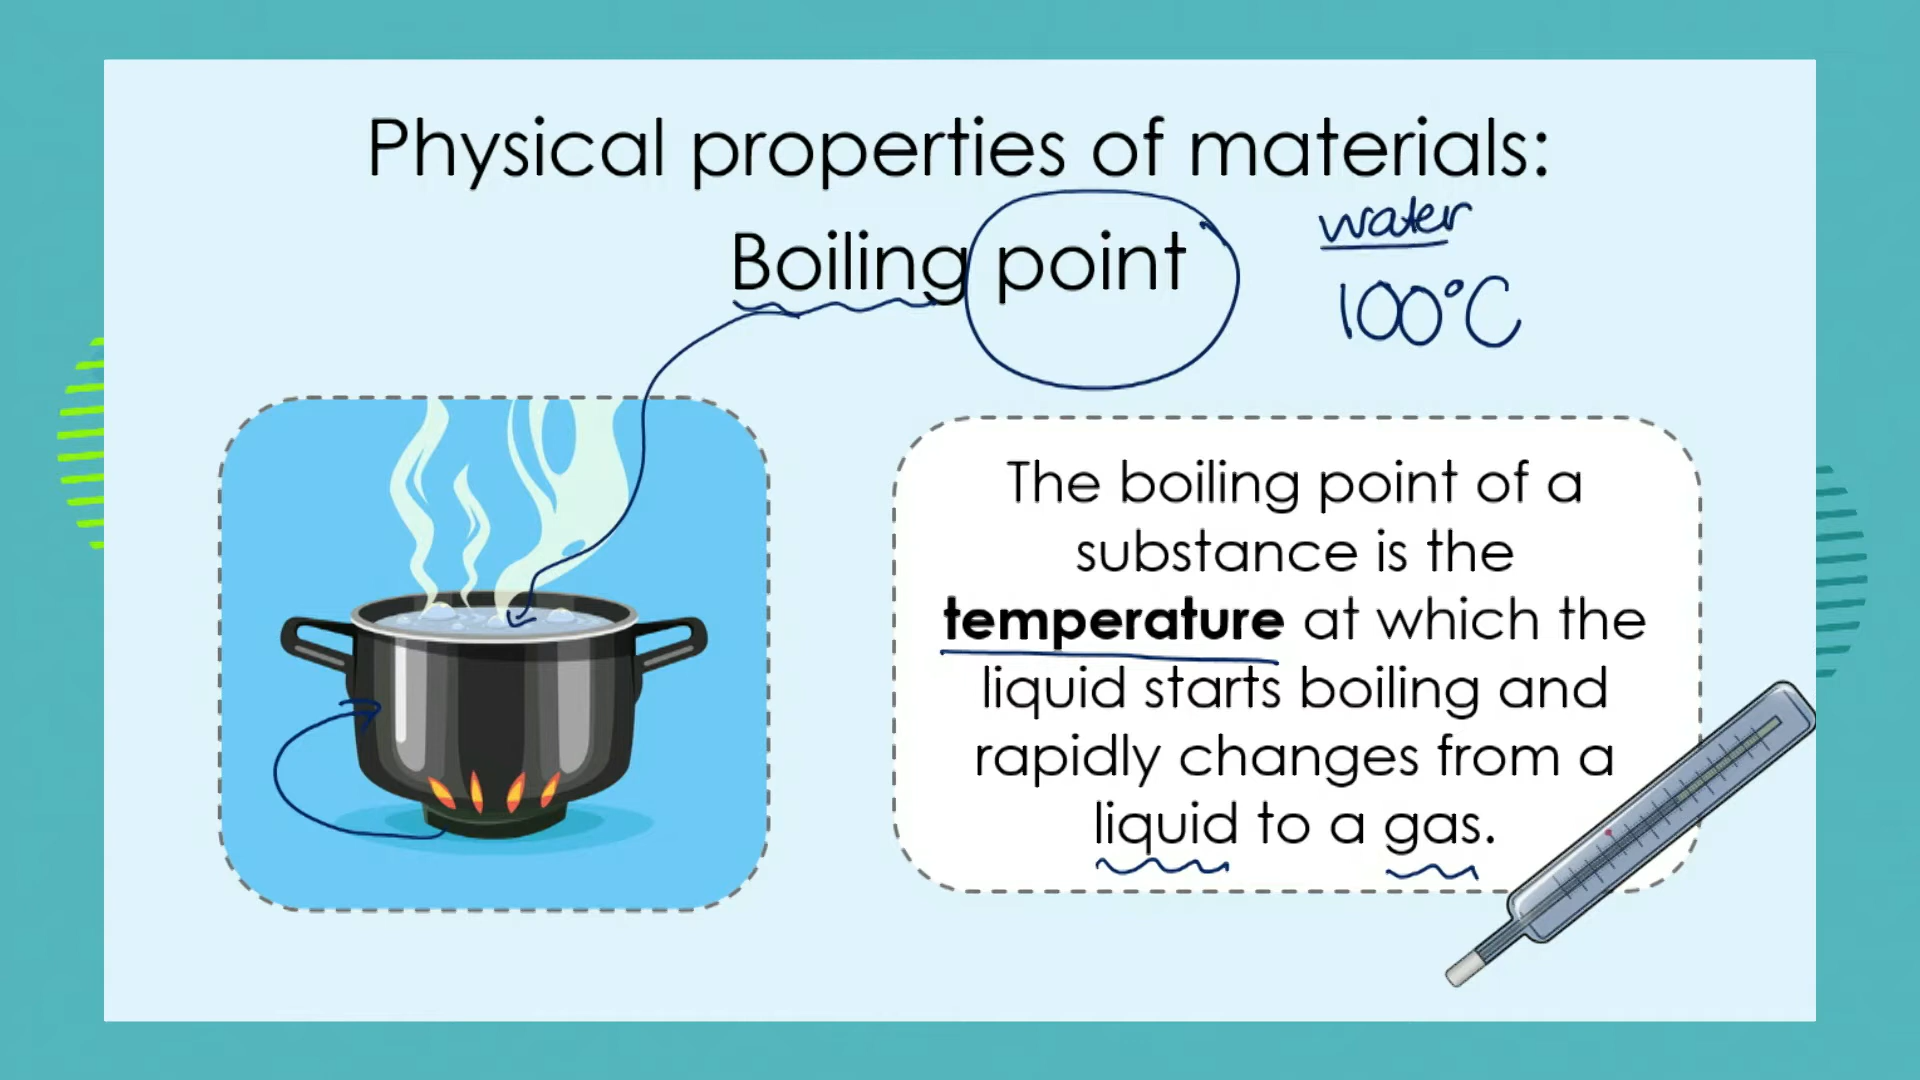 Physical properties of materials:
Boiling point
water
100°C
The boiling point of a
substance is the
temperature at which the
liquid starts boiling and
rapidly changes from a
liquid to a gas.